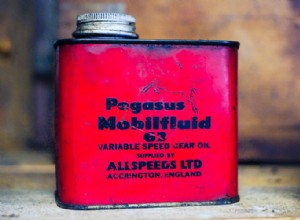 Pegasus
Mobilfluid
63
VARIABLE SPEED GEAR OIL
SUPPLIED BY
ALLSPEEDS LTD
ACCRINGTON, ENGLAND